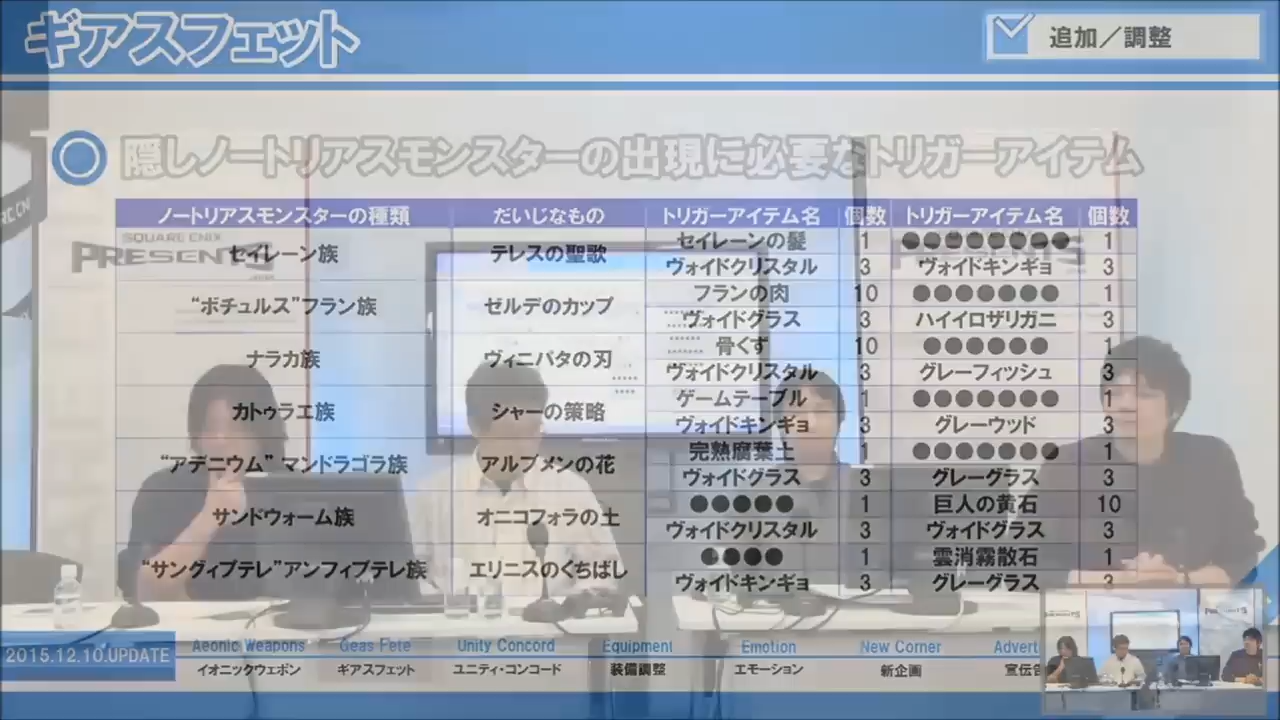 ギアスフェット
追加／調整
隠しノートリアスモンスターの出現に必要なトリガーアイテム
ノートリアスモンスターの種類 だいじなもの トリガーアイテム名 個数 トリガーアイテム名 個数
セイレーン族 テレスの聖歌 セイレーンの髪 1 ●●●●●●●● 1
ヴォイドクリスタル 3 ヴォイドキンギョ 3
“ボチュルス”フラン族 ゼルデのカップ フランの肉 10 ●●●●●●● 1
ヴォイドグラス 3 ハイイロザリガニ 3
ナラカ族 ヴィニパタの刃 骨くず 10 ●●●●●● 1
ヴォイドクリスタル 3 グレーフィッシュ 3
カトゥラエ族 シャーの策略 ゲームテーブル 1 ●●●●●●● 1
ヴォイドキンギョ 3 グレーウッド 3
“アデニウム” マンドラゴラ族 アルブメンの花 完熟腐葉土 1 ●●●●●●● 1
ヴォイドグラス 3 グレーグラス 3
サンドウォーム族 オニコフォラの土 ●●●●● 1 巨人の黄石 10
ヴォイドクリスタル 3 ヴォイドグラス 3
“サングィプテレ”アンフィプテレ族 エリニスのくちばし ●●●● 1 雲消霧散石 1
ヴォイドキンギョ 3 グレーグラス 3
SQUARE ENIX
PRESENTS
2015.12.10.UPDATE
Aeonic Weapons Geas Fete Unity Concord Equipment Emotion New Corner Advert
イオニックウェポン ギアスフェット ユニティ・コンコード 装備調整 エモーション 新企画 宣伝